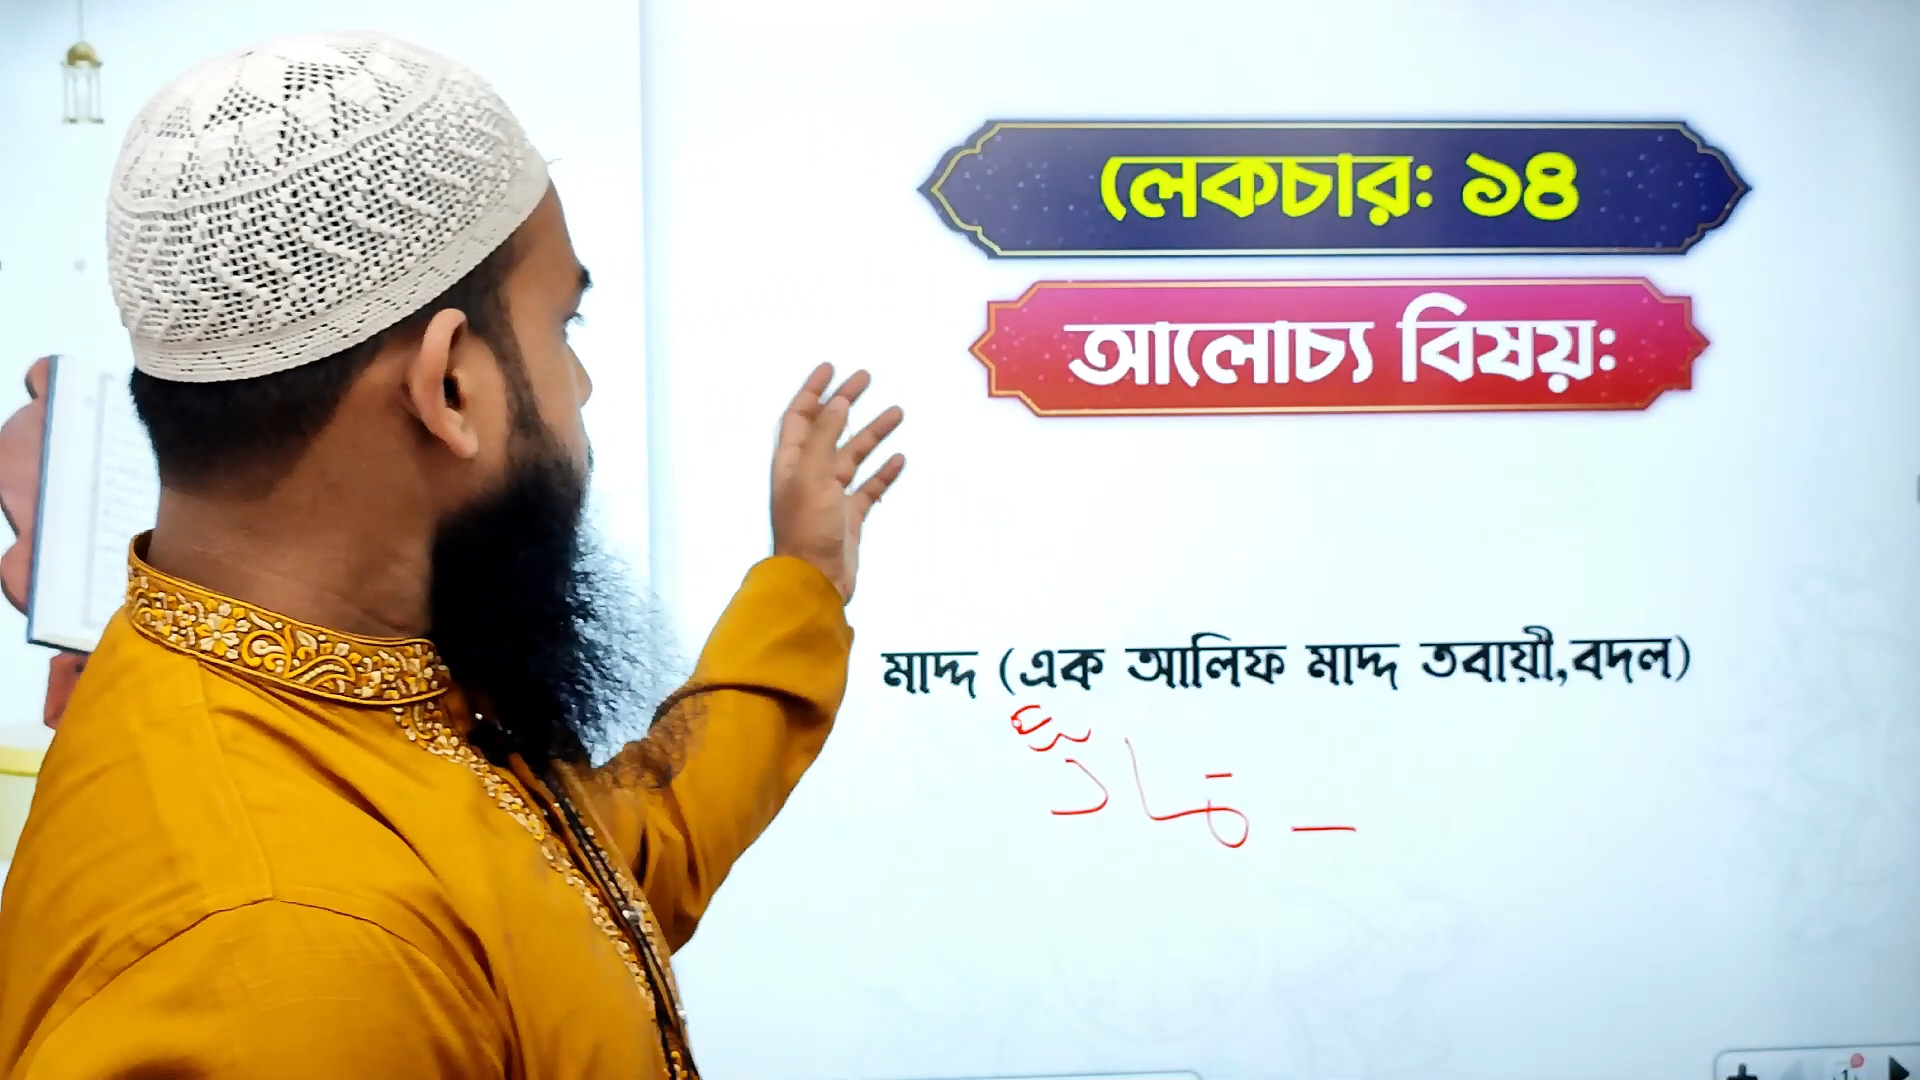 লেকচার: ১৪
আলোচ্য বিষয়:
মাদ্দ (এক আলিফ মাদ্দ তবায়ী,বদল)